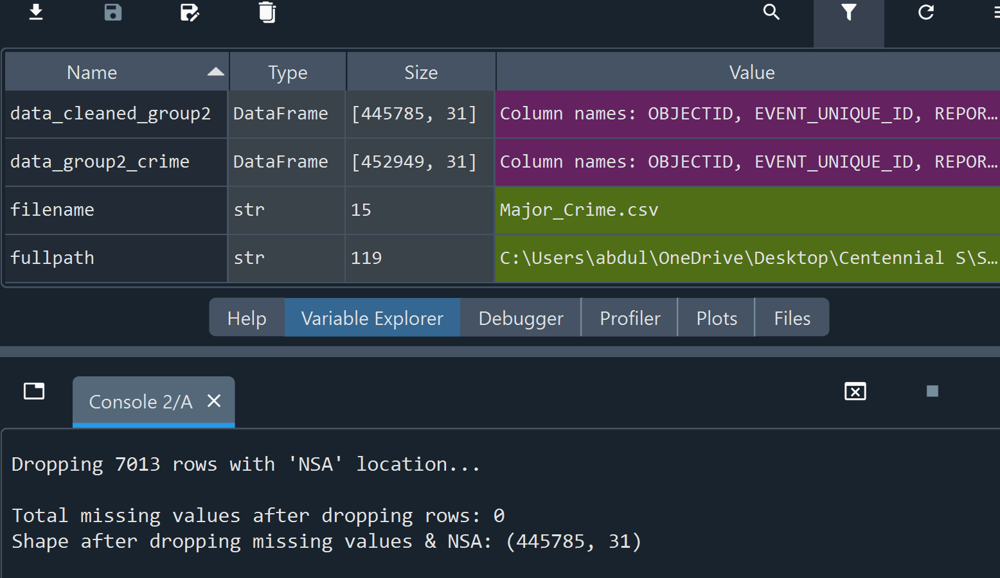 Name Type Size Value
data_cleaned_group2 DataFrame [445785, 31] Column names: OBJECTID, EVENT_UNIQUE_ID, REPOR…
data_group2_crime DataFrame [452949, 31] Column names: OBJECTID, EVENT_UNIQUE_ID, REPOR…
filename str 15 Major_Crime.csv
fullpath str 119 C:\Users\abdul\OneDrive\Desktop\Centennial S\S…
Help Variable Explorer Debugger Profiler Plots Files
Console 2/A
Dropping 7013 rows with 'NSA' location...
Total missing values after dropping rows: 0
Shape after dropping missing values & NSA: (445785, 31)